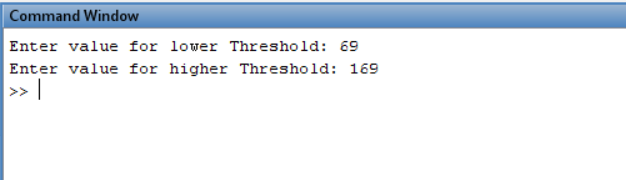 Command Window
Enter value for lower Threshold: 69
Enter value for higher Threshold: 169
>>